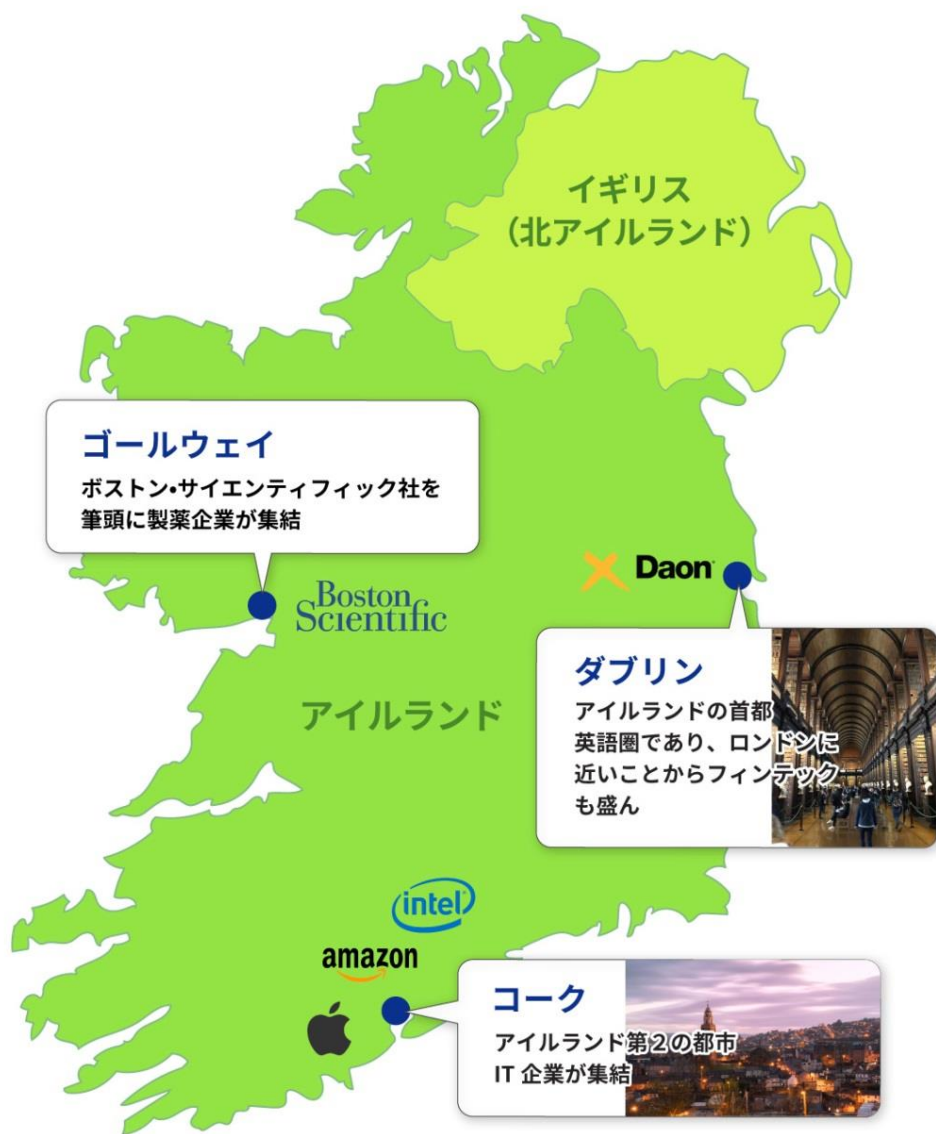 イギリス
(北アイルランド)
ゴールウェイ
ボストン・サイエンティフィック社を
筆頭に製薬企業が集結
Boston
Scientific
Daon
アイルランド
ダブリン
アイルランドの首都
英語圏であり、ロンドンに
近いことからフィンテック
も盛ん
intel
amazon
コーク
アイルランド第2の都市
IT 企業が集結